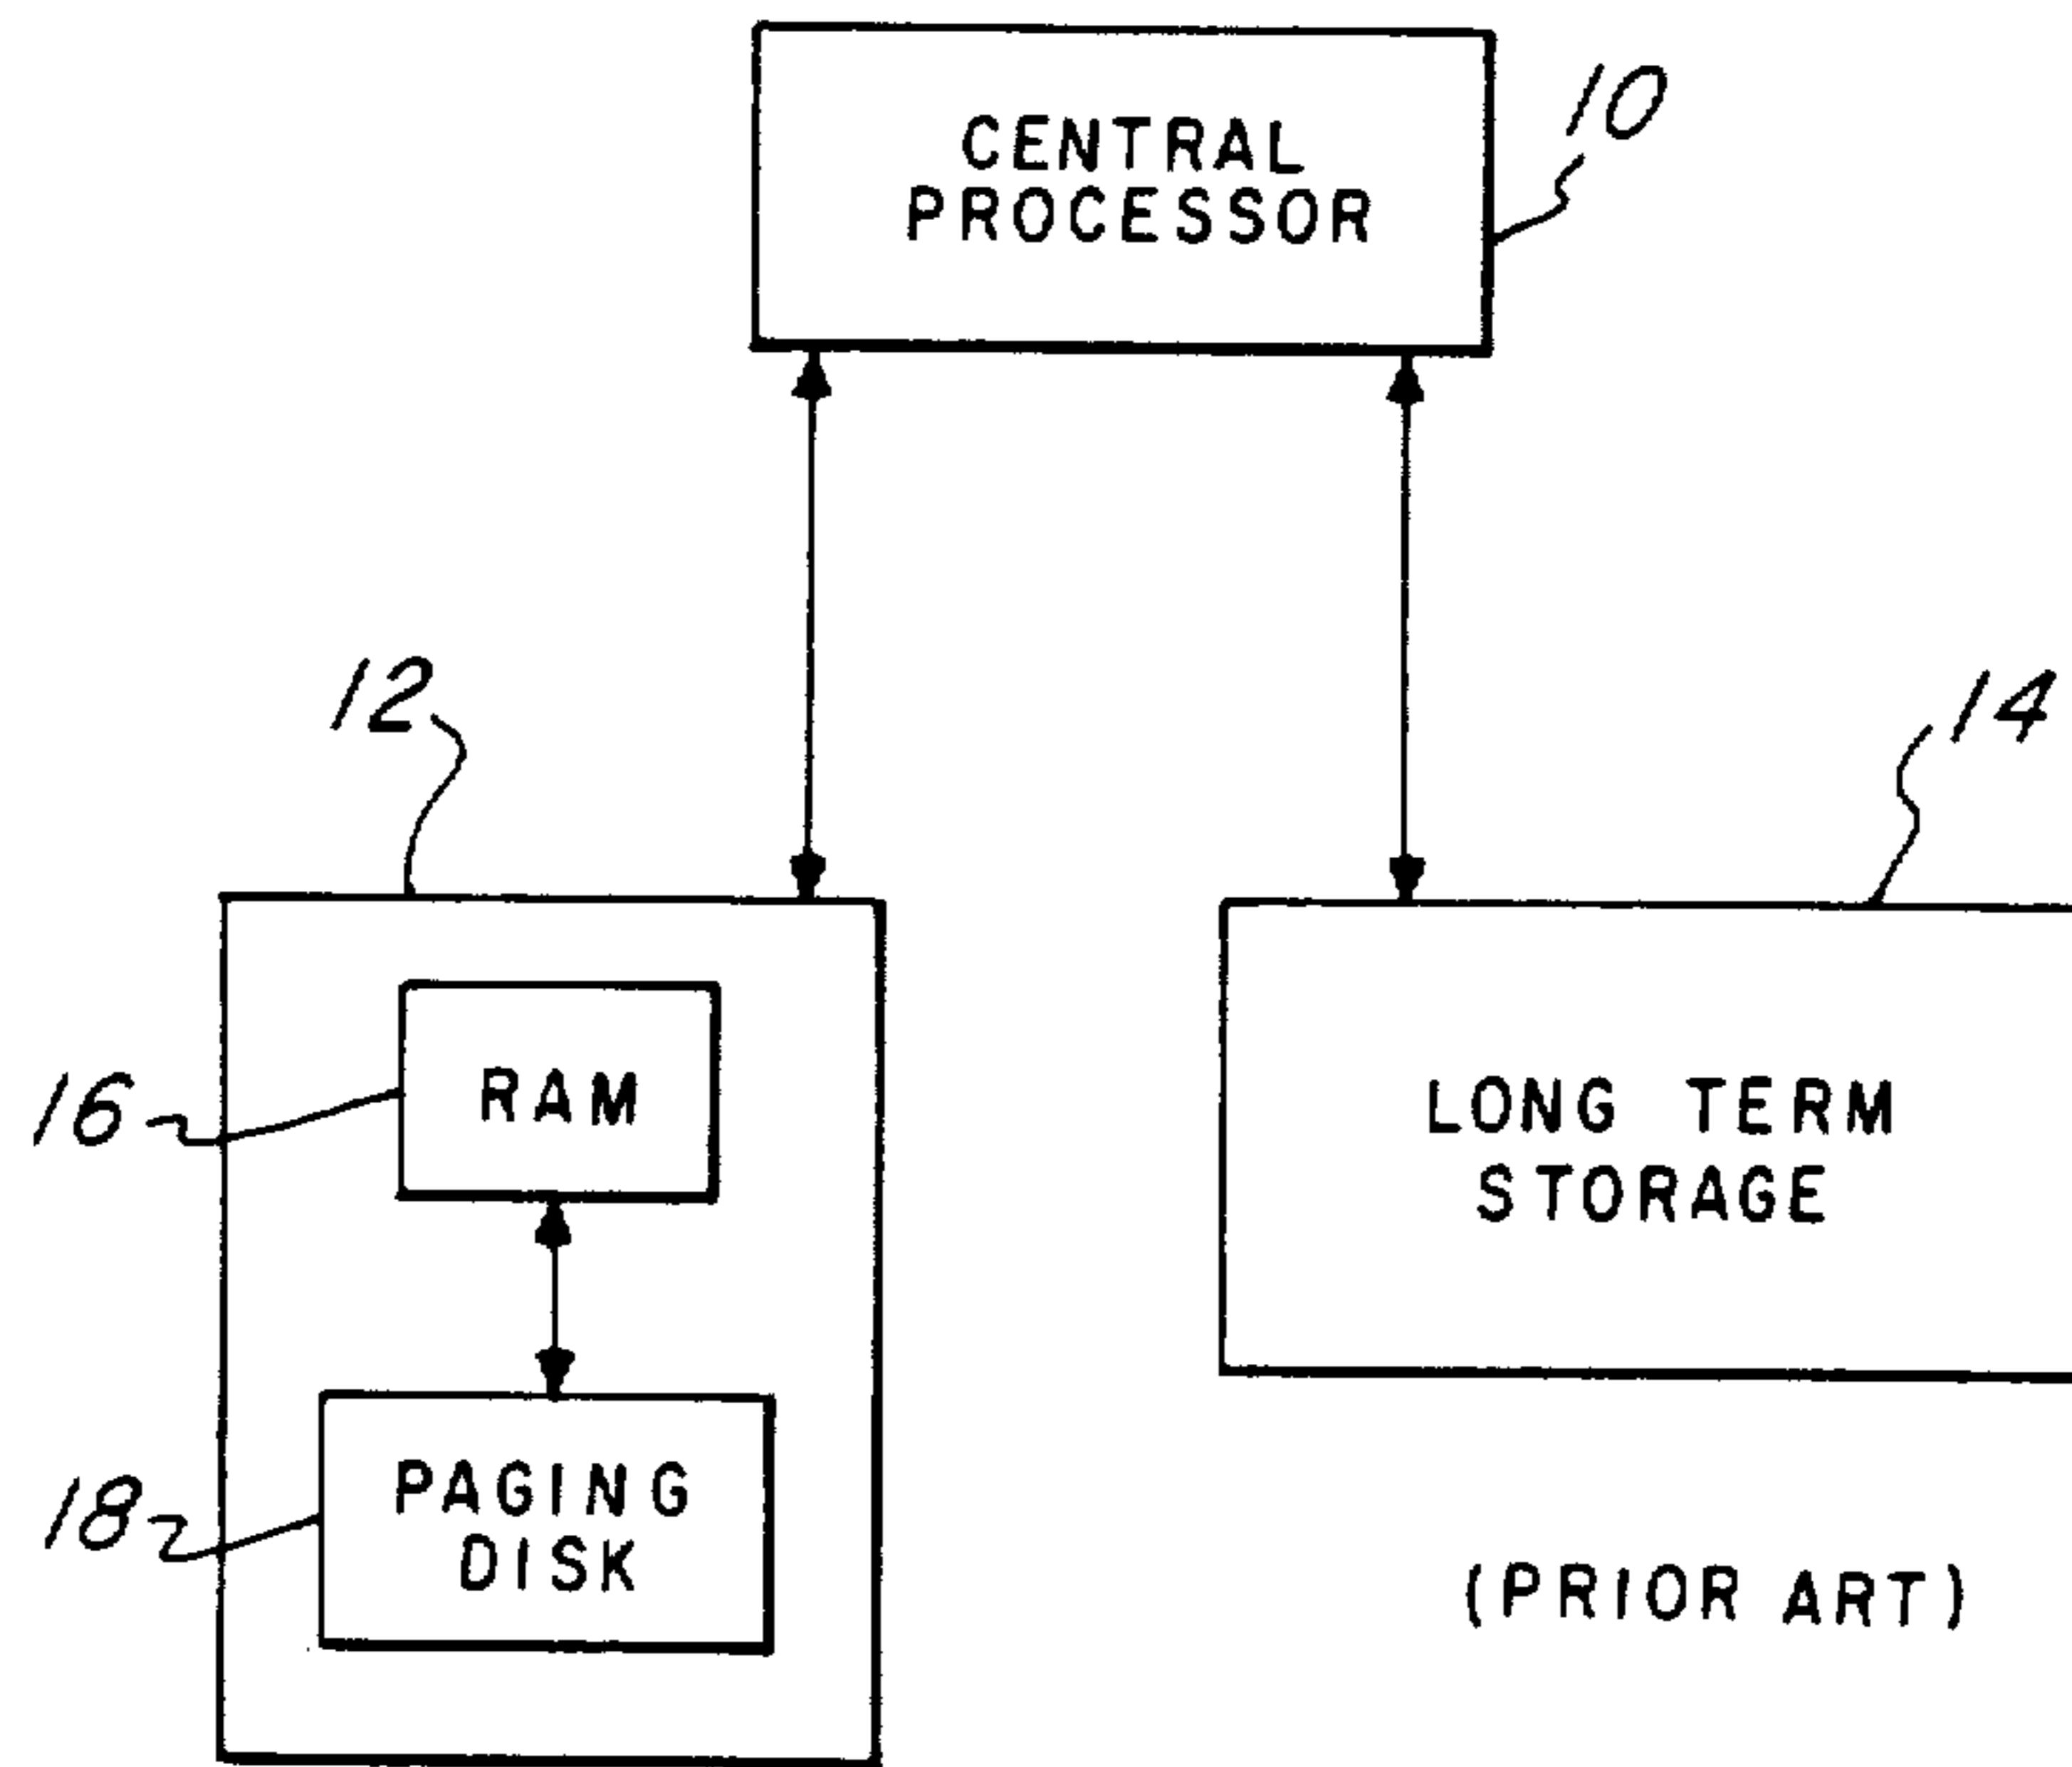 CENTRAL
PROCESSOR
10
12
14
RAM
16
LONG TERM
STORAGE
PAGING
DISK
18
(PRIOR ART)